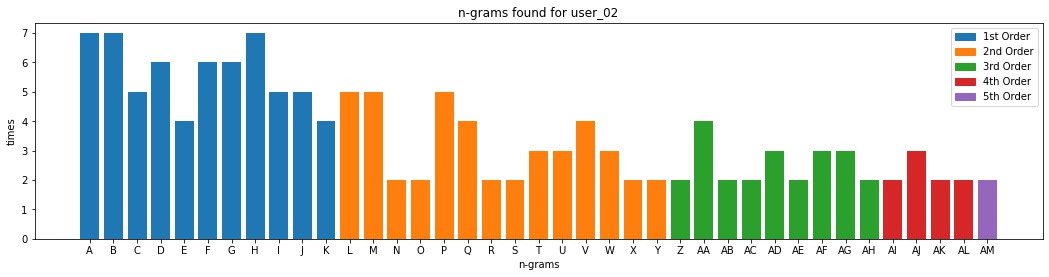 n-grams found for user_02
7
6
5
4
3
2
1
0
times
1st Order
2nd Order
3rd Order
4th Order
5th Order
A B C D E F G H I J K L M N O P Q R S T U V W X Y Z AA AB AC AD AE AF AG AH AI AJ AK AL AM
n-grams